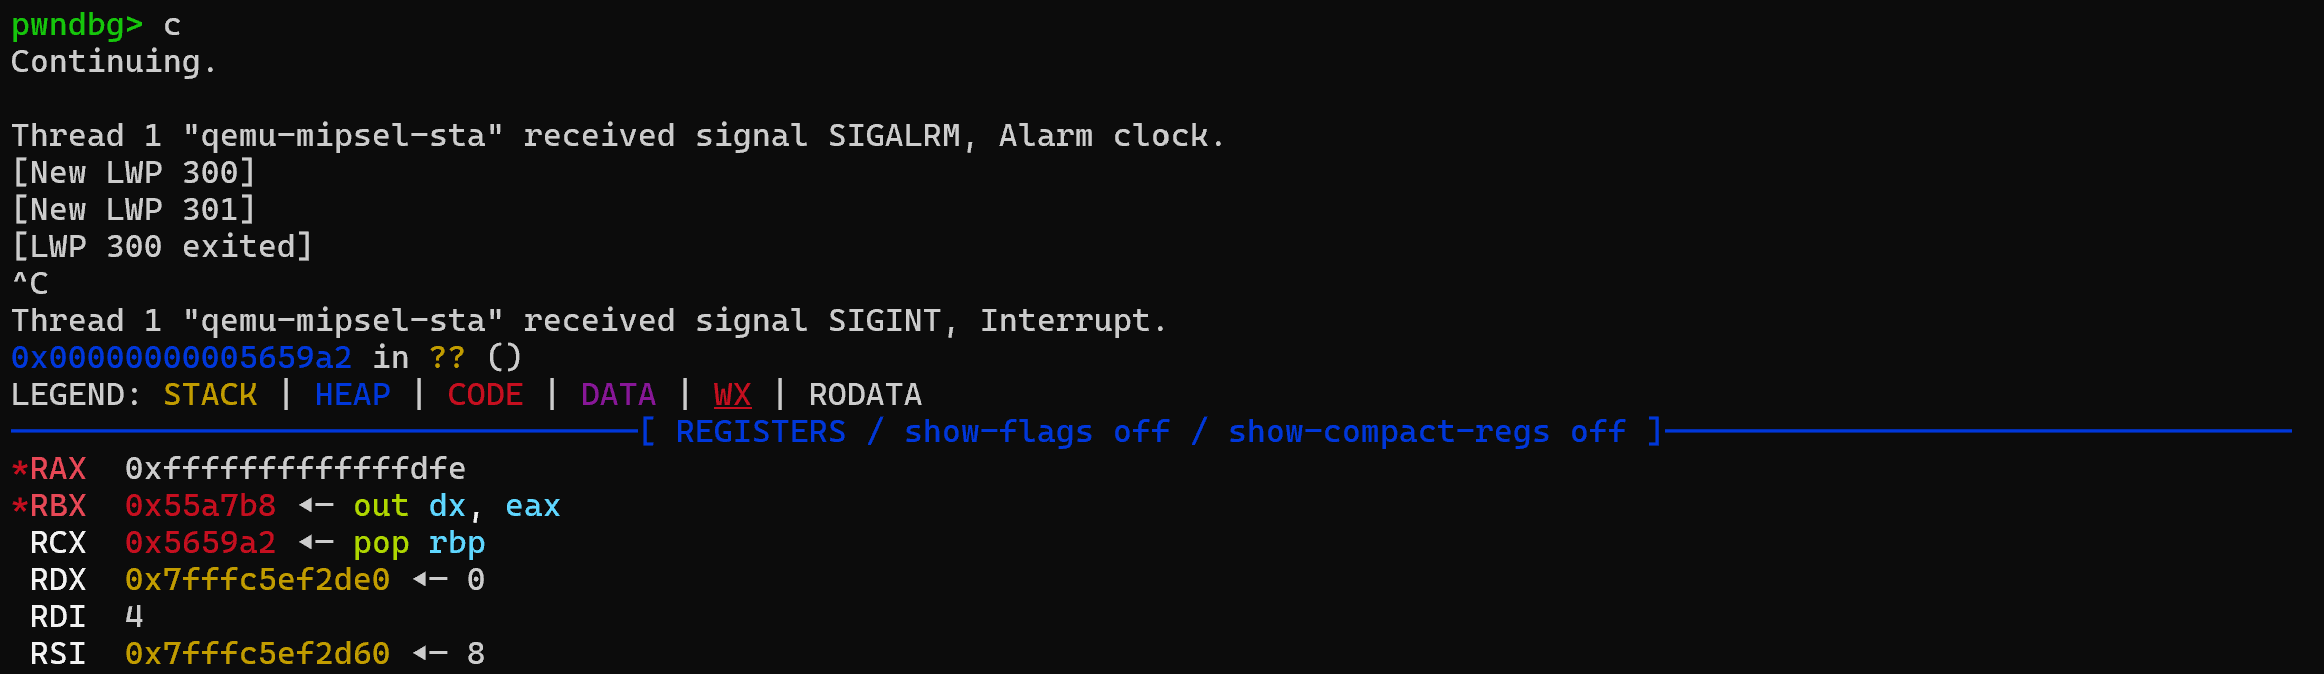 pwndbg> c
Continuing.
Thread 1 "qemu-mipsel-sta" received signal SIGALRM, Alarm clock.
[New LWP 300]
[New LWP 301]
[LWP 300 exited]
^C
Thread 1 "qemu-mipsel-sta" received signal SIGINT, Interrupt.
0x00000000005659a2 in ?? ()
LEGEND: STACK | HEAP | CODE | DATA | WX | RODATA
[ REGISTERS / show-flags off / show-compact-regs off ]
*RAX 0xfffffffffffffdfe
*RBX 0x55a7b8 ◂— out dx, eax
RCX 0x5659a2 ◂— pop rbp
RDX 0x7fffc5ef2de0 ◂— 0
RDI 4
RSI 0x7fffc5ef2d60 ◂— 8